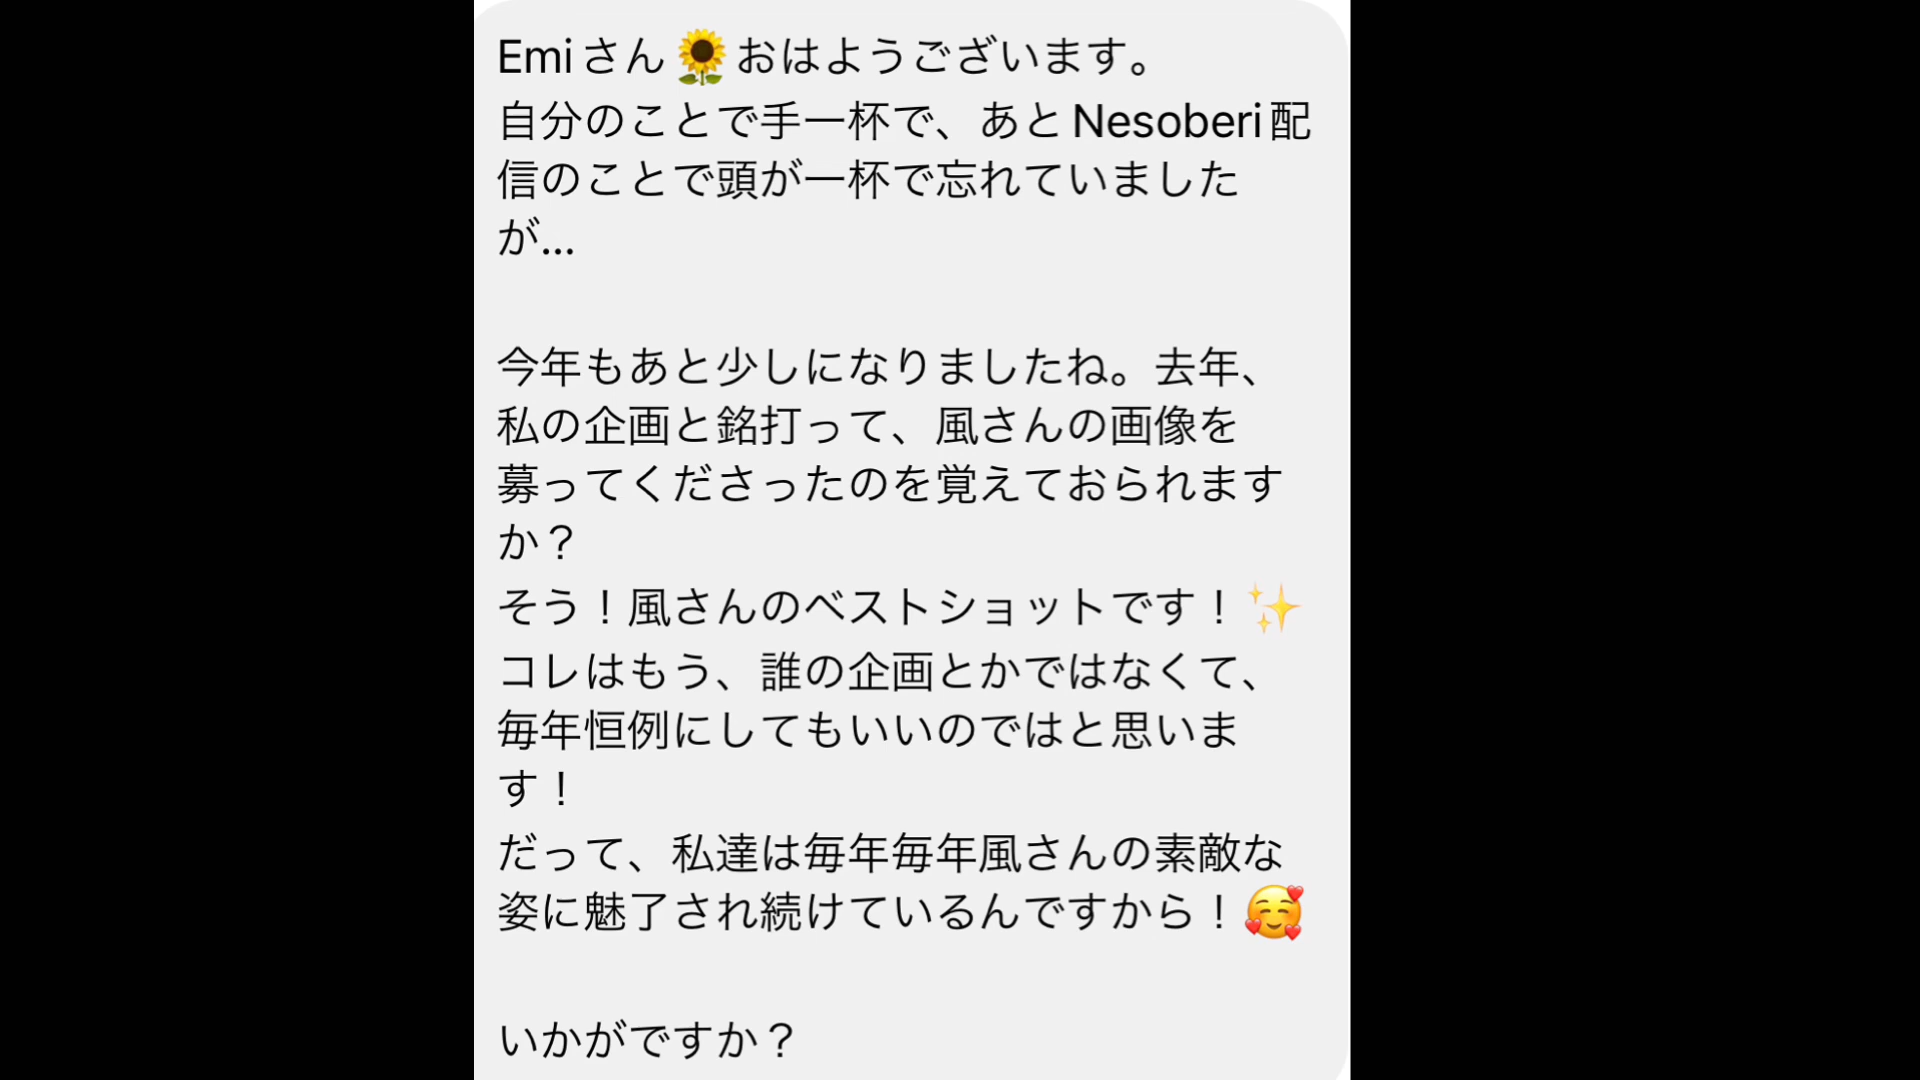 Emiさん🌻おはようございます。
自分のことで手一杯で、あとNesoberi配
信のことで頭が一杯で忘れていました
が...
今年もあと少しになりましたね。去年、
私の企画と銘打って、風さんの画像を
募ってくださったのを覚えておられます
か？
そう！風さんのベストショットです！✨
コレはもう、誰の企画とかではなくて、
毎年恒例にしてもいいのではと思いま
す！
だって、私達は毎年毎年風さんの素敵な
姿に魅了され続けているんですから！🥰
いかがですか？